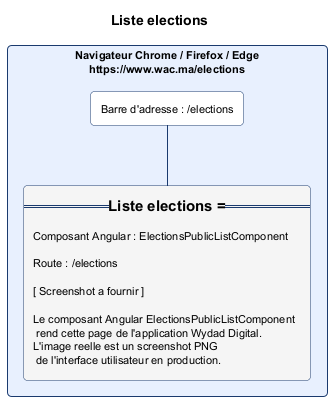 Liste elections
Navigateur Chrome / Firefox / Edge
https://www.wac.ma/elections
Barre d'adresse : /elections
Liste elections =
Composant Angular : ElectionsPublicListComponent
Route : /elections
[ Screenshot a fournir ]
Le composant Angular ElectionsPublicListComponent
rend cette page de l'application Wydad Digital.
L'image reelle est un screenshot PNG
de l'interface utilisateur en production.